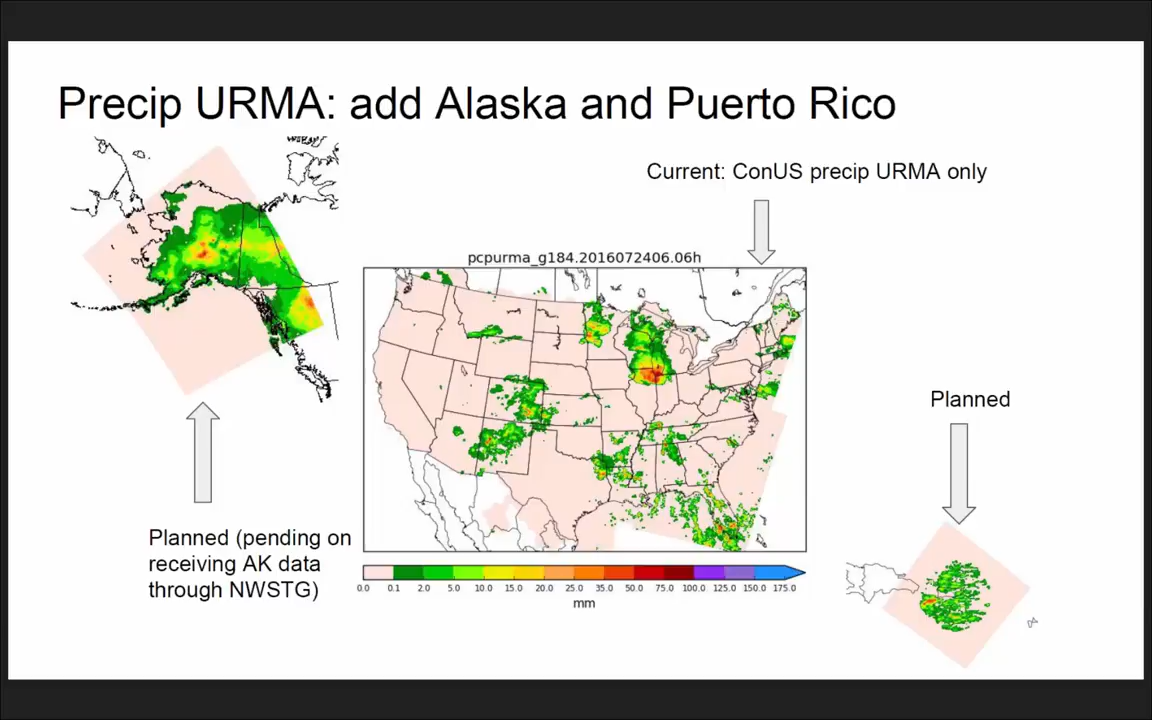 Precip URMA: add Alaska and Puerto Rico
Current: ConUS precip URMA only
pcpurma_g184.2016072406.06h
Planned
Planned (pending on
receiving AK data
through NWSTG)
0.0 0.1 2.0 5.0 10.0 15.0 20.0 25.0 35.0 50.0 75.0 100.0 125.0 150.0 175.0
mm